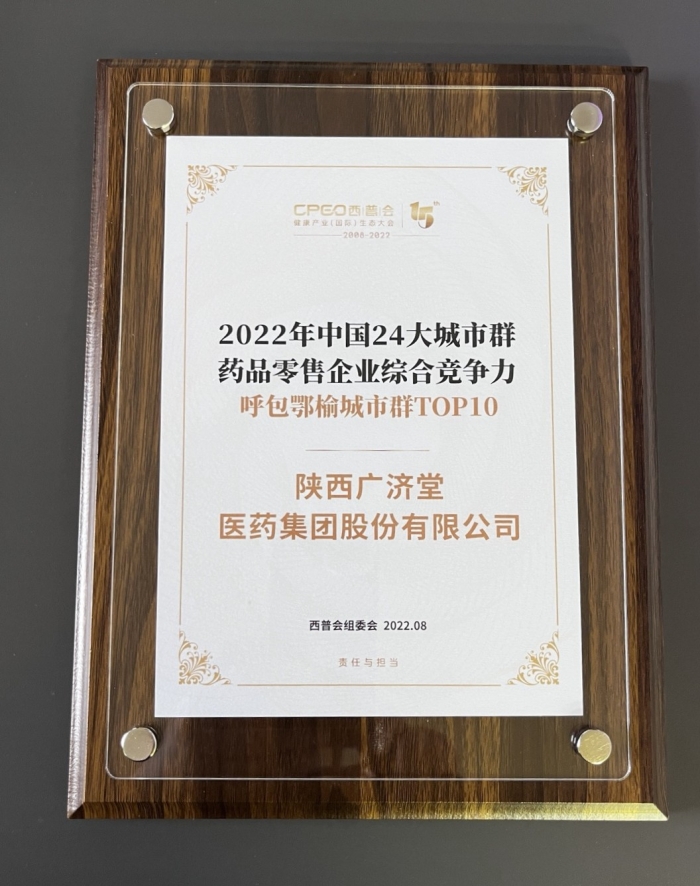 CPEO西普会
15th
健康产业(国际)生态大会
2008-2022
2022年中国24大城市群
药品零售企业综合竞争力
呼包鄂榆城市群TOP10
陕西广济堂
医药集团股份有限公司
西普会组委会 2022.08
责任与担当